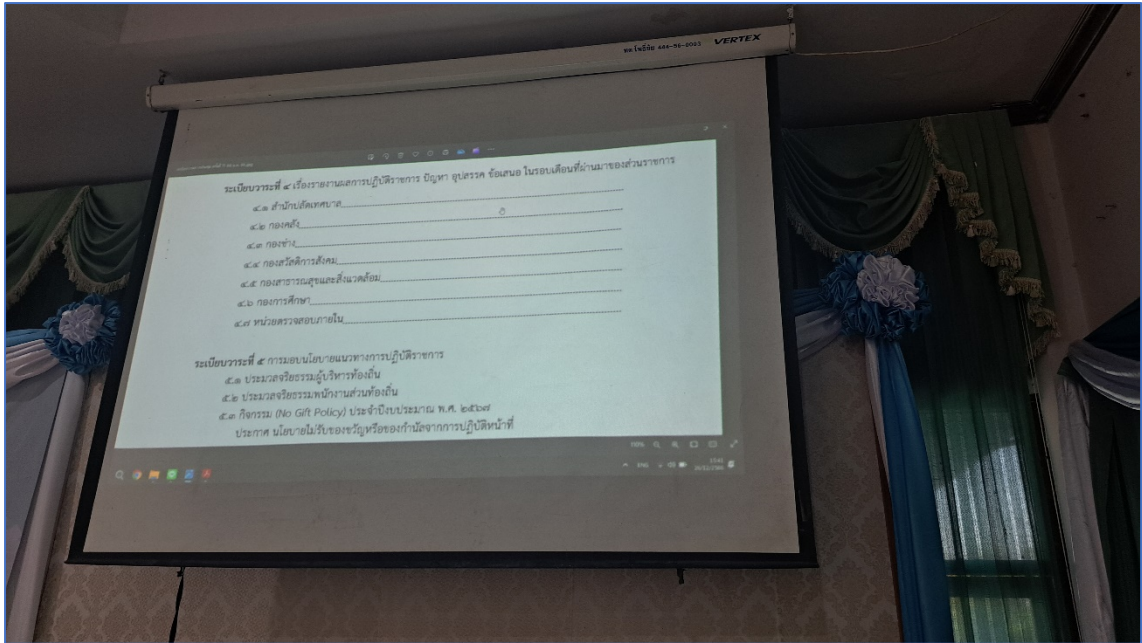 VERTEX
ระเบียบวาระที่ ๔ เรื่องรายงานผลการปฏิบัติราชการ ปัญหา อุปสรรค ข้อเสนอ ในรอบเดือนที่ผ่านมาของส่วนราชการ
๔.๑ สำนักปลัดเทศบาล
๔.๒ กองคลัง
๔.๓ กองช่าง
๔.๔ กองสวัสดิการสังคม
๔.๕ กองสาธารณสุขและสิ่งแวดล้อม
๔.๖ กองการศึกษา
๔.๗ หน่วยตรวจสอบภายใน
ระเบียบวาระที่ ๕ การมอบนโยบายแนวทางการปฏิบัติราชการ
๕.๑ ประมวลจริยธรรมผู้บริหารท้องถิ่น
๕.๒ ประมวลจริยธรรมพนักงานส่วนท้องถิ่น
๕.๓ กิจกรรม (No Gift Policy) ประจำปีงบประมาณ พ.ศ. ๒๕๖๗
ประกาศ นโยบายไม่รับของขวัญหรือของกำนัลจากการปฏิบัติหน้าที่
ENG